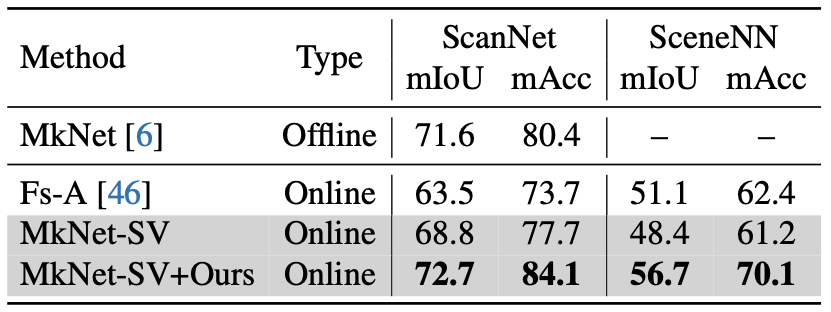 Method Type ScanNet SceneNN
mIoU mAcc mIoU mAcc
MkNet [6] Offline 71.6 80.4 – –
Fs-A [46] Online 63.5 73.7 51.1 62.4
MkNet-SV Online 68.8 77.7 48.4 61.2
MkNet-SV+Ours Online 72.7 84.1 56.7 70.1